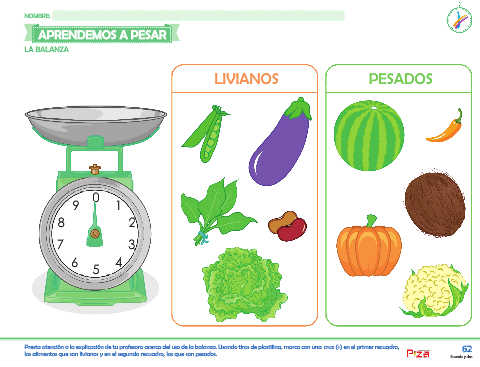 NOMBRE:
APRENDEMOS A PESAR
LA BALANZA
LIVIANOS
PESADOS
0
1
2
3
4
5
6
7
8
9
Presta atención a la explicación de tu profesora acerca del uso de la balanza. Usando tiras de plastilina, marca con una cruz (x) en el primer recuadro,
los alimentos que son livianos y en el segundo recuadro, los que son pesados.
62